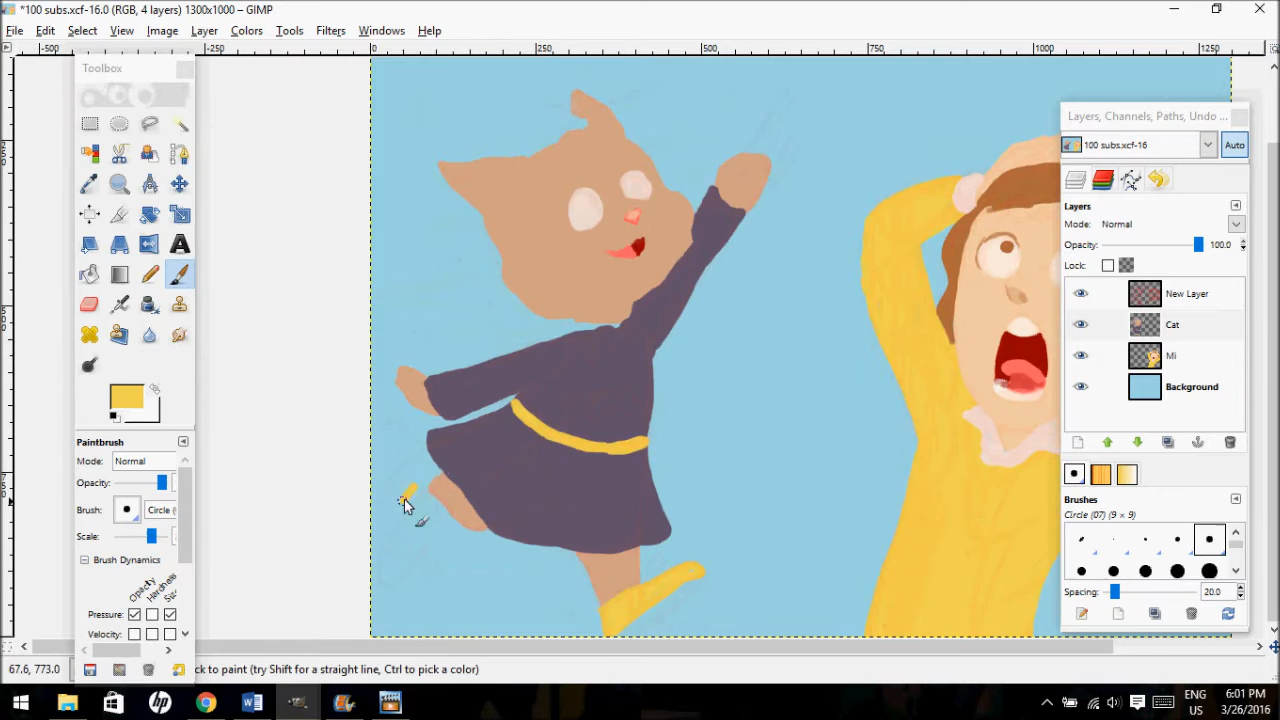 *100 subs.xcf-16.0 (RGB, 4 layers) 1300x1000 – GIMP
File Edit Select View Image Layer Colors Tools Filters Windows Help
-500 -250 0 250 500 750 1000 1250
Toolbox
Paintbrush
Mode: Normal
Opacity:
Brush: Circle (
Scale:
Brush Dynamics
Opacity Hardness Size
Pressure:
Velocity:
Layers, Channels, Paths, Undo ...
100 subs.xcf-16 Auto
Layers
Mode: Normal
Opacity: 100.0
Lock:
New Layer
Cat
Mi
Background
Brushes
Circle (07) (9 × 9)
Spacing: 20.0
67.6, 773.0 ck to paint (try Shift for a straight line, Ctrl to pick a color)
hp
ENG 6:01 PM
US 3/26/2016